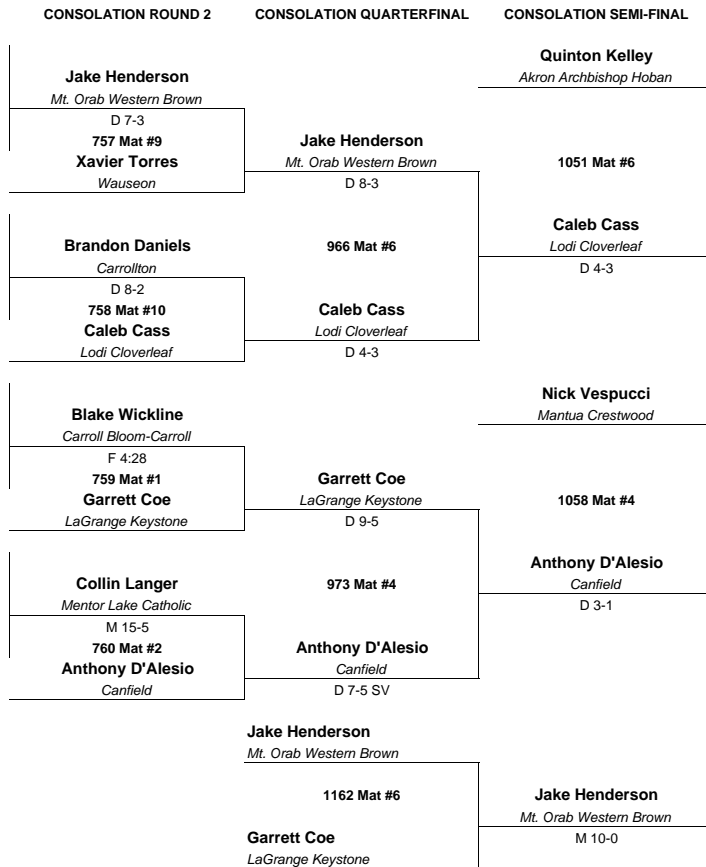 CONSOLATION ROUND 2 CONSOLATION QUARTERFINAL CONSOLATION SEMI-FINAL
Quinton Kelley
Akron Archbishop Hoban
Jake Henderson
Mt. Orab Western Brown
D 7-3
757 Mat #9
Xavier Torres
Wauseon
Jake Henderson
Mt. Orab Western Brown
D 8-3
1051 Mat #6
Brandon Daniels
Carrollton
D 8-2
758 Mat #10
Caleb Cass
Lodi Cloverleaf
966 Mat #6
Caleb Cass
Lodi Cloverleaf
D 4-3
Caleb Cass
Lodi Cloverleaf
D 4-3
Nick Vespucci
Mantua Crestwood
Blake Wickline
Carroll Bloom-Carroll
F 4:28
759 Mat #1
Garrett Coe
LaGrange Keystone
Garrett Coe
LaGrange Keystone
D 9-5
1058 Mat #4
Collin Langer
Mentor Lake Catholic
M 15-5
760 Mat #2
Anthony D'Alesio
Canfield
973 Mat #4
Anthony D'Alesio
Canfield
D 7-5 SV
Anthony D'Alesio
Canfield
D 3-1
Jake Henderson
Mt. Orab Western Brown
1162 Mat #6
Garrett Coe
LaGrange Keystone
Jake Henderson
Mt. Orab Western Brown
M 10-0